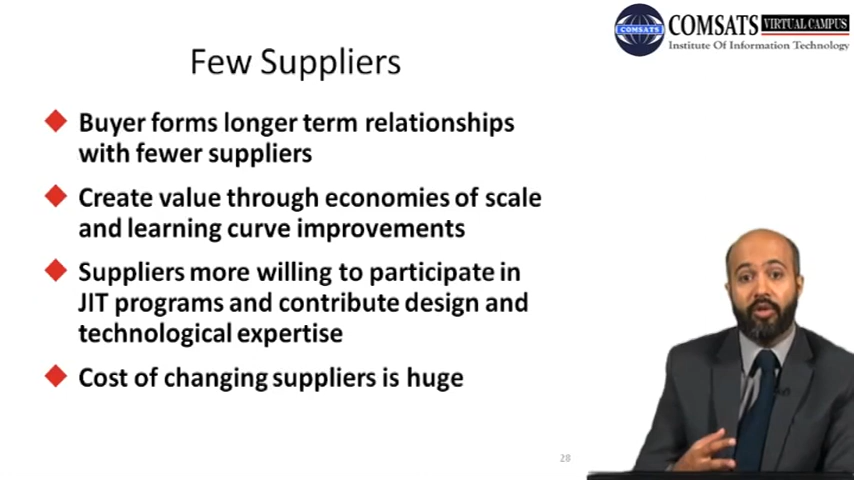 COMSATS VIRTUAL CAMPUS
Institute Of Information Technology
COMSATS
Few Suppliers
Buyer forms longer term relationships
with fewer suppliers
Create value through economies of scale
and learning curve improvements
Suppliers more willing to participate in
JIT programs and contribute design and
technological expertise
Cost of changing suppliers is huge
28